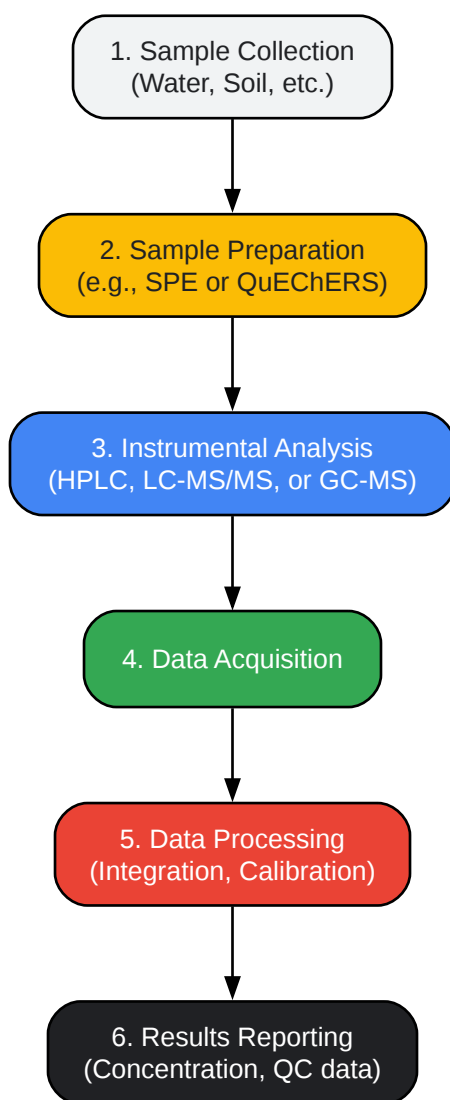 1. Sample Collection
(Water, Soil, etc.)
2. Sample Preparation
(e.g., SPE or QuEChERS)
3. Instrumental Analysis
(HPLC, LC-MS/MS, or GC-MS)
4. Data Acquisition
5. Data Processing
(Integration, Calibration)
6. Results Reporting
(Concentration, QC data)